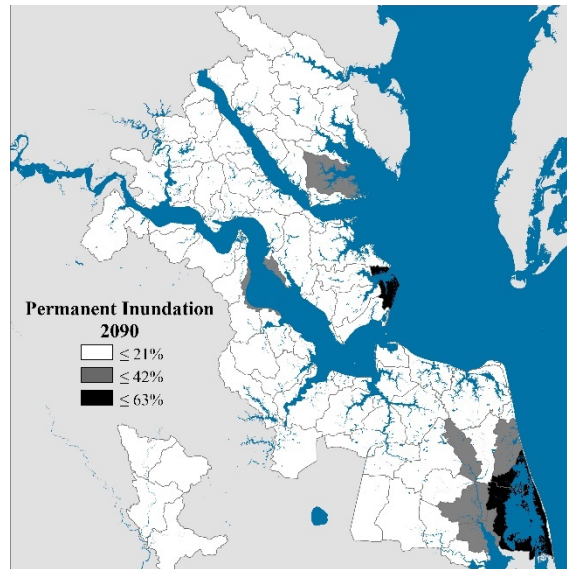 Permanent Inundation
2090
≤ 21%
≤ 42%
≤ 63%